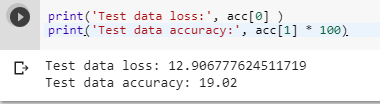 print('Test data loss:', acc[0] )
print('Test data accuracy:', acc[1] * 100)
Test data loss: 12.906777624511719
Test data accuracy: 19.02